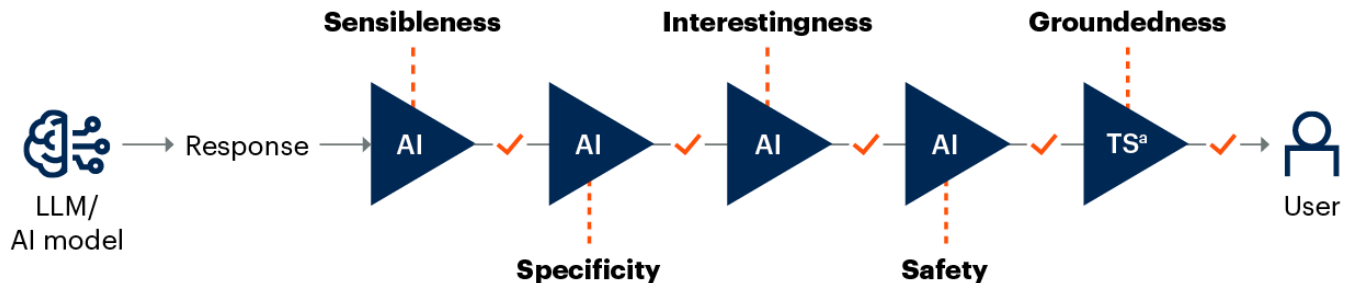 Sensibleness
Interestingness
Groundedness
LLM/
AI model
Response
AI
AI
AI
AI
TSᵃ
User
Specificity
Safety